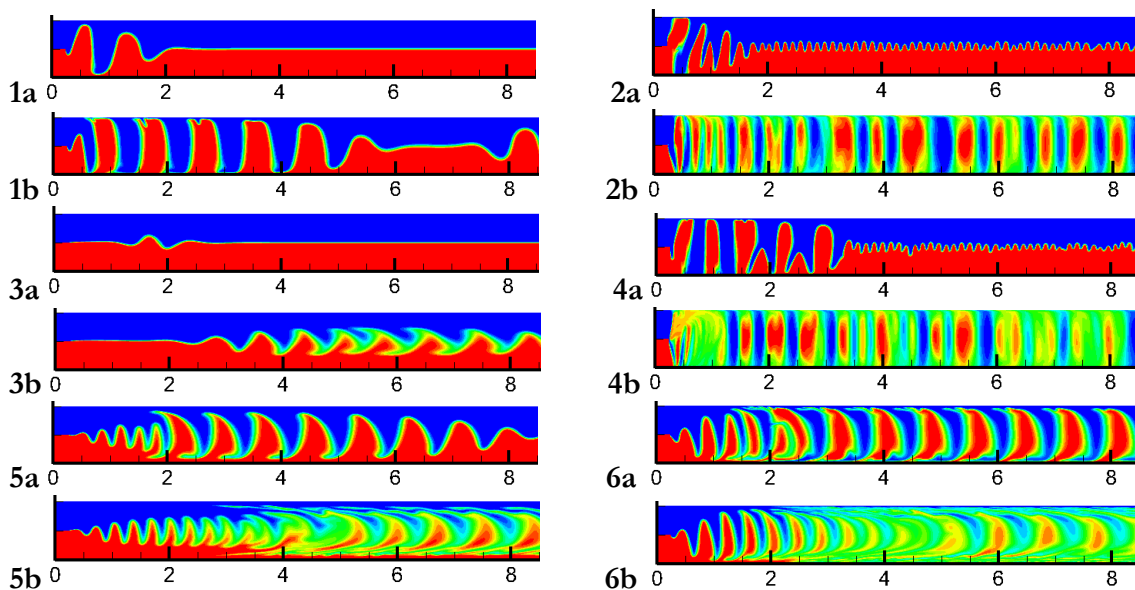 1a 0 2 4 6 8
2a 0 2 4 6 8
1b 0 2 4 6 8
2b 0 2 4 6 8
3a 0 2 4 6 8
4a 0 2 4 6 8
3b 0 2 4 6 8
4b 0 2 4 6 8
5a 0 2 4 6 8
6a 0 2 4 6 8
5b 0 2 4 6 8
6b 0 2 4 6 8